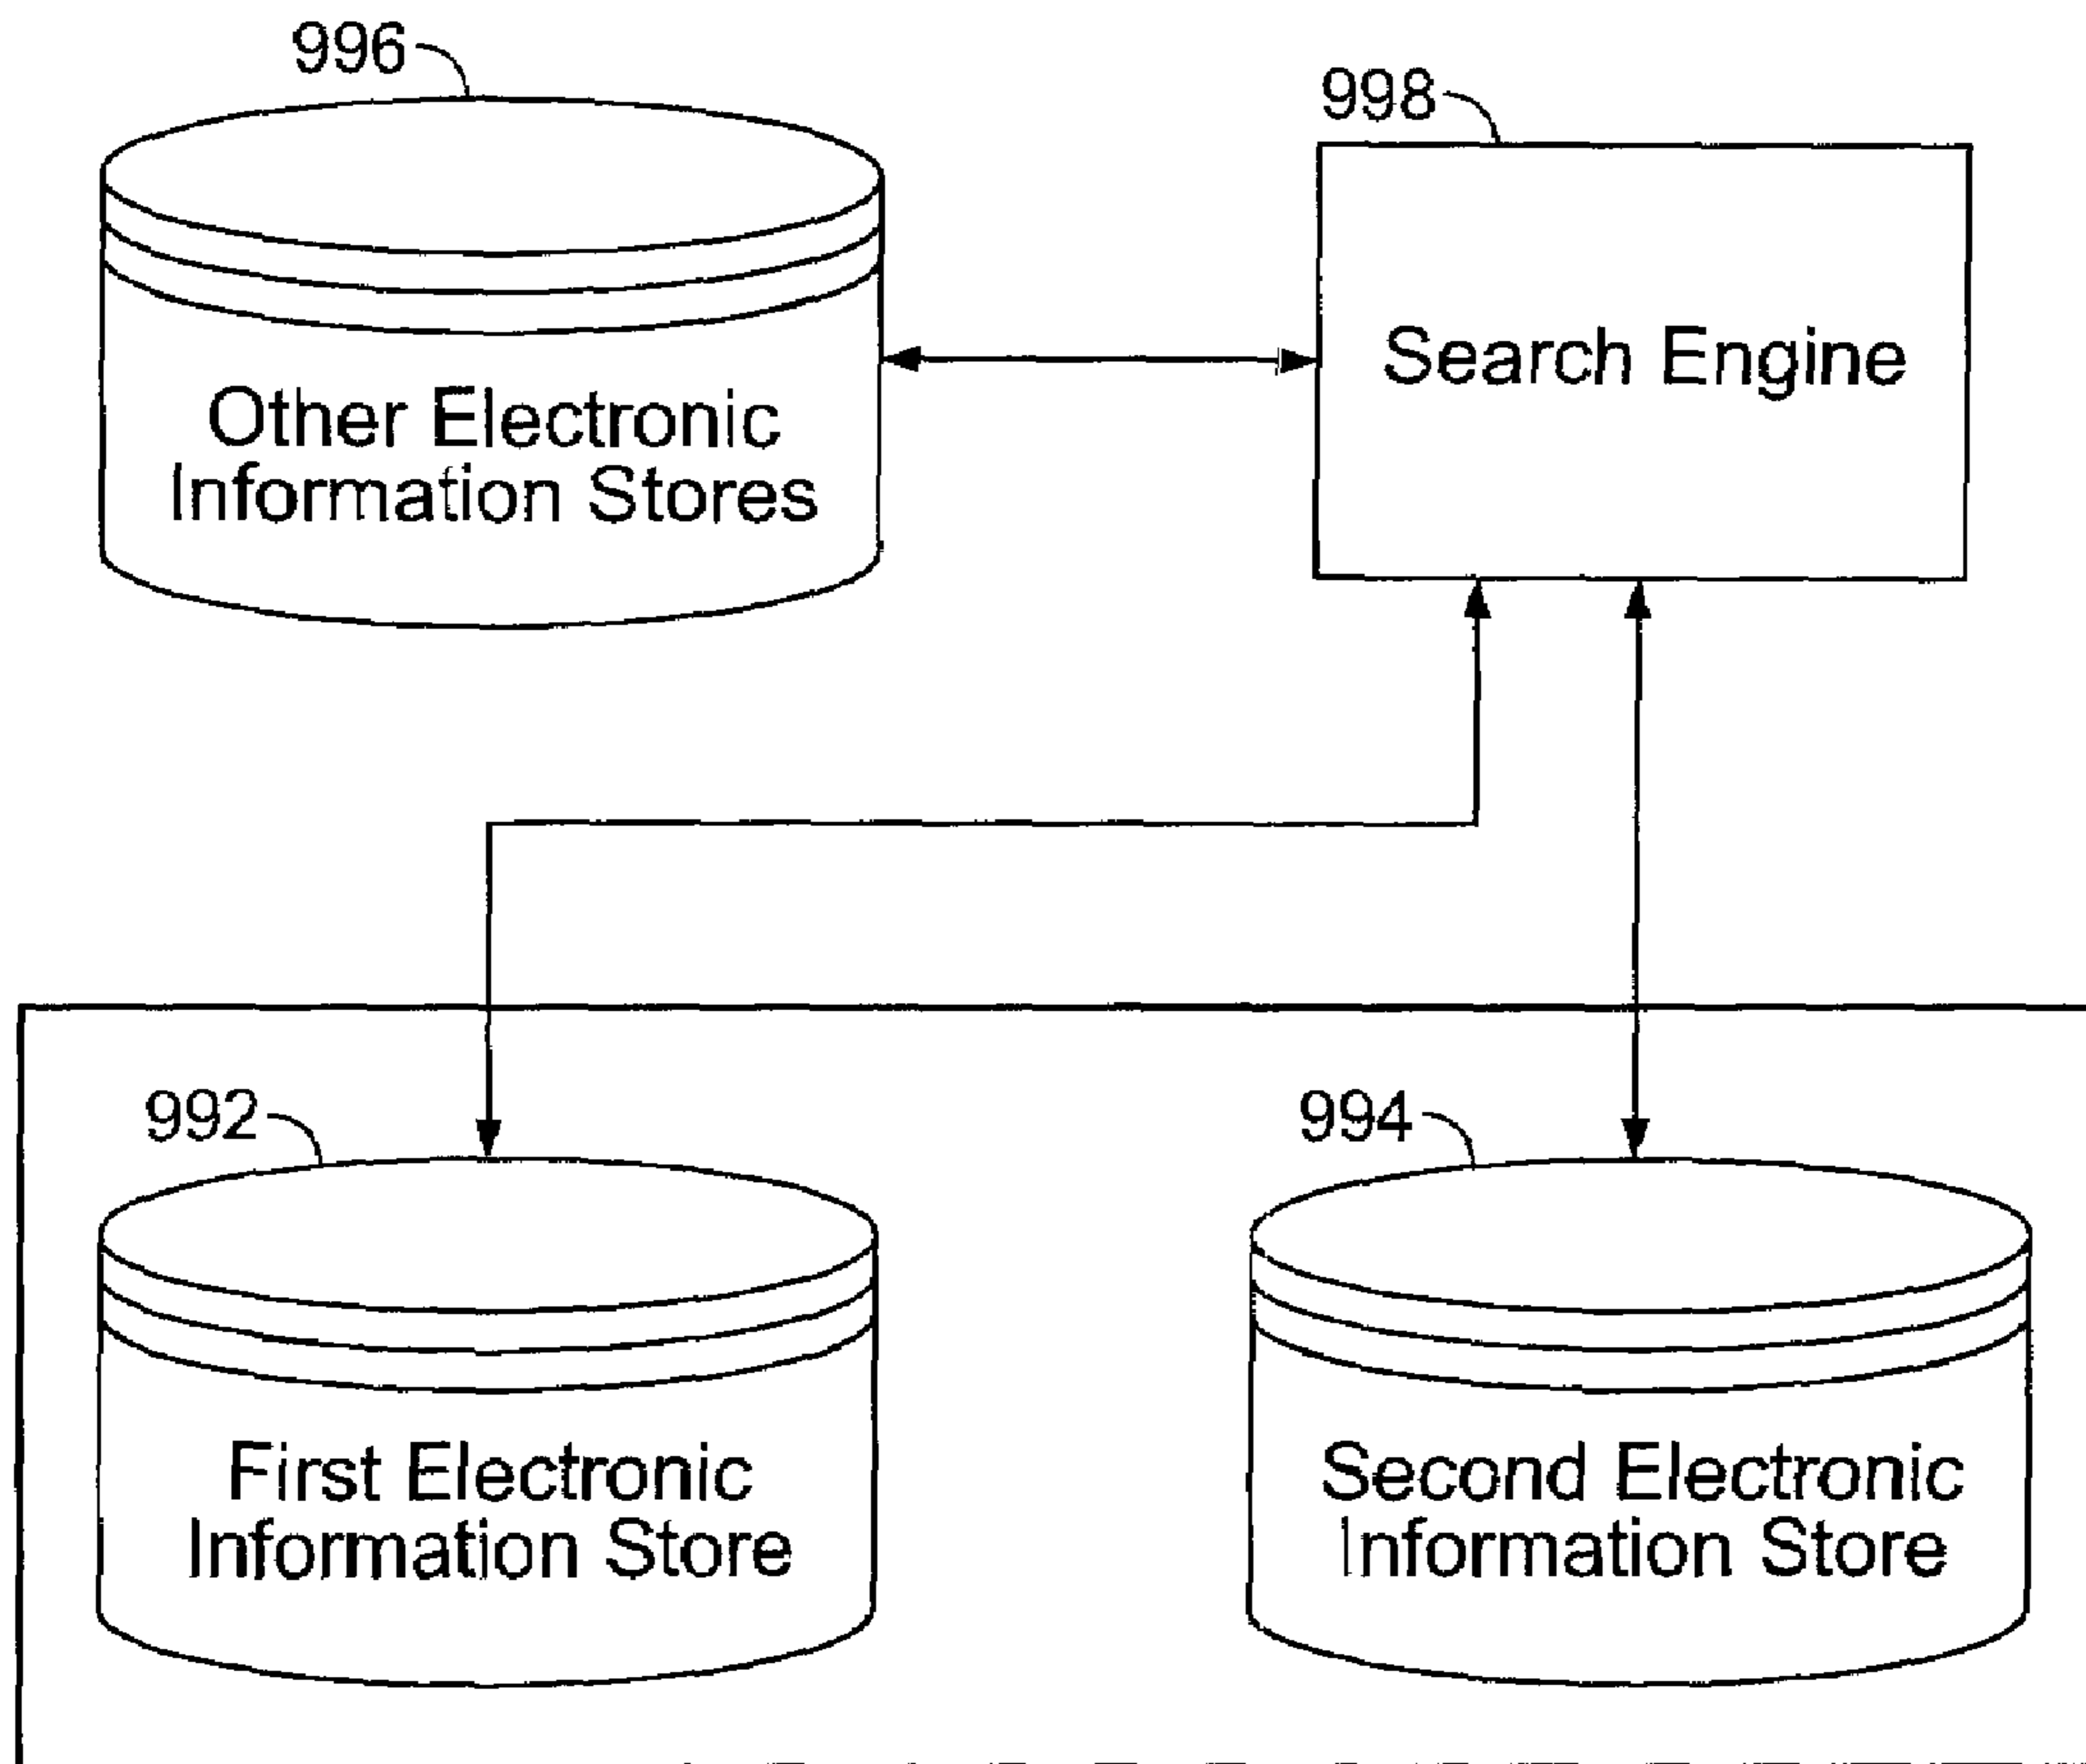 996
998
Search Engine
Other Electronic
Information Stores
992
994
First Electronic
Information Store
Second Electronic
Information Store